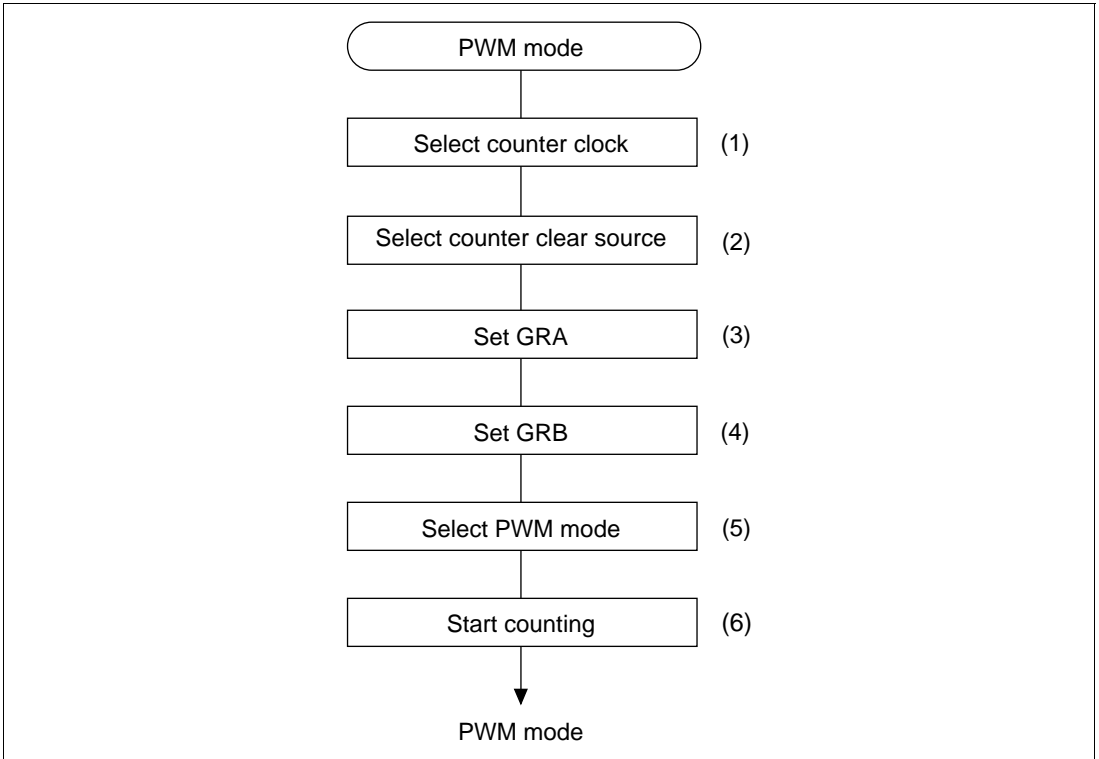 PWM mode
Select counter clock (1)
Select counter clear source (2)
Set GRA (3)
Set GRB (4)
Select PWM mode (5)
Start counting (6)
PWM mode